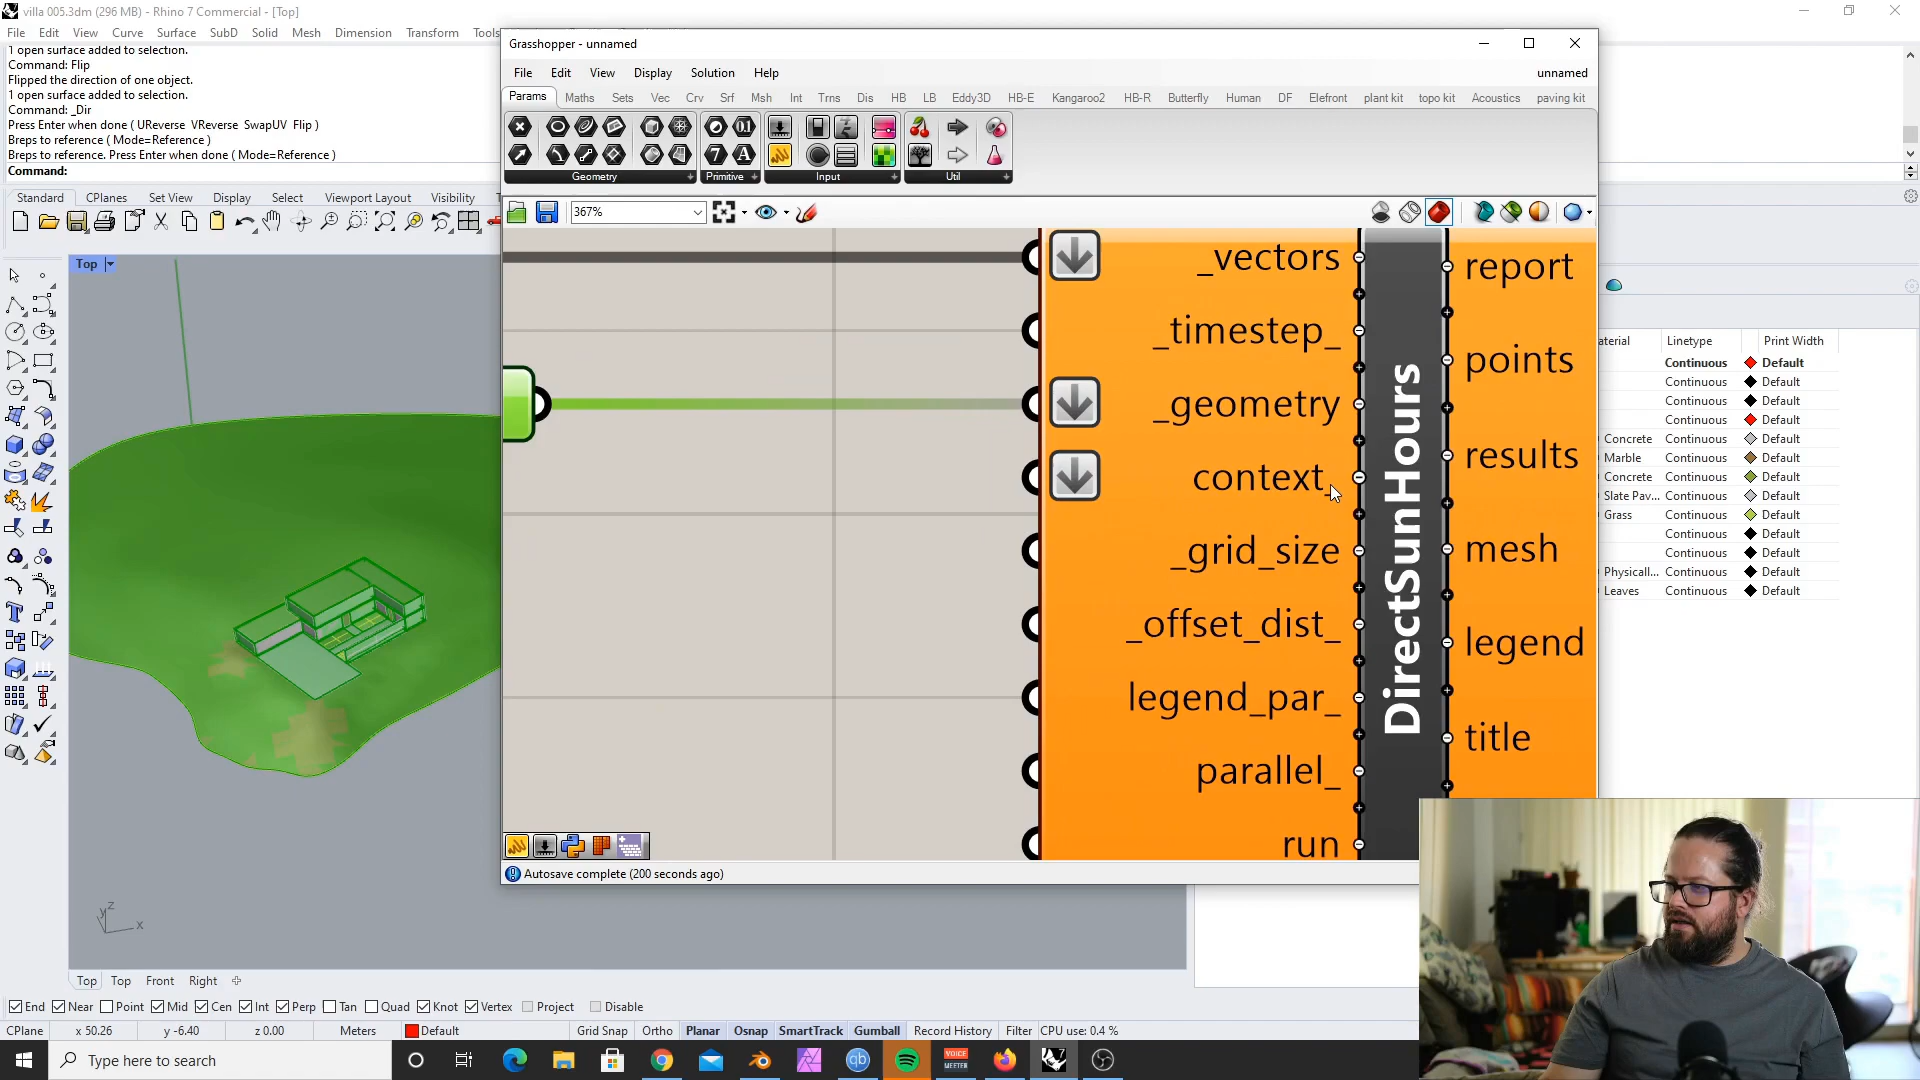 villa 005.3dm (296 MB) - Rhino 7 Commercial - [Top]
File Edit View Curve Surface SubD Solid Mesh Dimension Transform Tools
1 open surface added to selection.
Command: Flip
Flipped the direction of one object.
1 open surface added to selection.
Command: _Dir
Press Enter when done ( UReverse VReverse SwapUV Flip )
Breps to reference ( Mode=Reference )
Breps to reference. Press Enter when done ( Mode=Reference )
Command:
Standard CPlanes Set View Display Select Viewport Layout Visibility
Top
Grasshopper - unnamed
File Edit View Display Solution Help
unnamed
Params Maths Sets Vec Crv Srf Msh Int Trns Dis HB LB Eddy3D HB-E Kangaroo2 HB-R Butterfly Human DF Elefront plant kit topo kit Acoustics paving kit
Geometry Primitive Input Util
367%
_vectors
_timestep_
_geometry
context_
_grid_size
_offset_dist_
legend_par_
parallel_
run
DirectSunHours
report
points
results
mesh
legend
title
Autosave complete (200 seconds ago)
aterial Linetype Print Width
Continuous Default
Continuous Default
Continuous Default
Continuous Default
Concrete Continuous Default
Marble Continuous Default
Concrete Continuous Default
Slate Pav... Continuous Default
Grass Continuous Default
Continuous Default
Continuous Default
Physicall... Continuous Default
Leaves Continuous Default
z
y
x
Top Top Front Right
End Near Point Mid Cen Int Perp Tan Quad Knot Vertex Project Disable
CPlane x 50.26 y -6.40 z 0.00 Meters Default Grid Snap Ortho Planar Osnap SmartTrack Gumball Record History Filter CPU use: 0.4 %
Type here to search
VOICE
MEETER
7